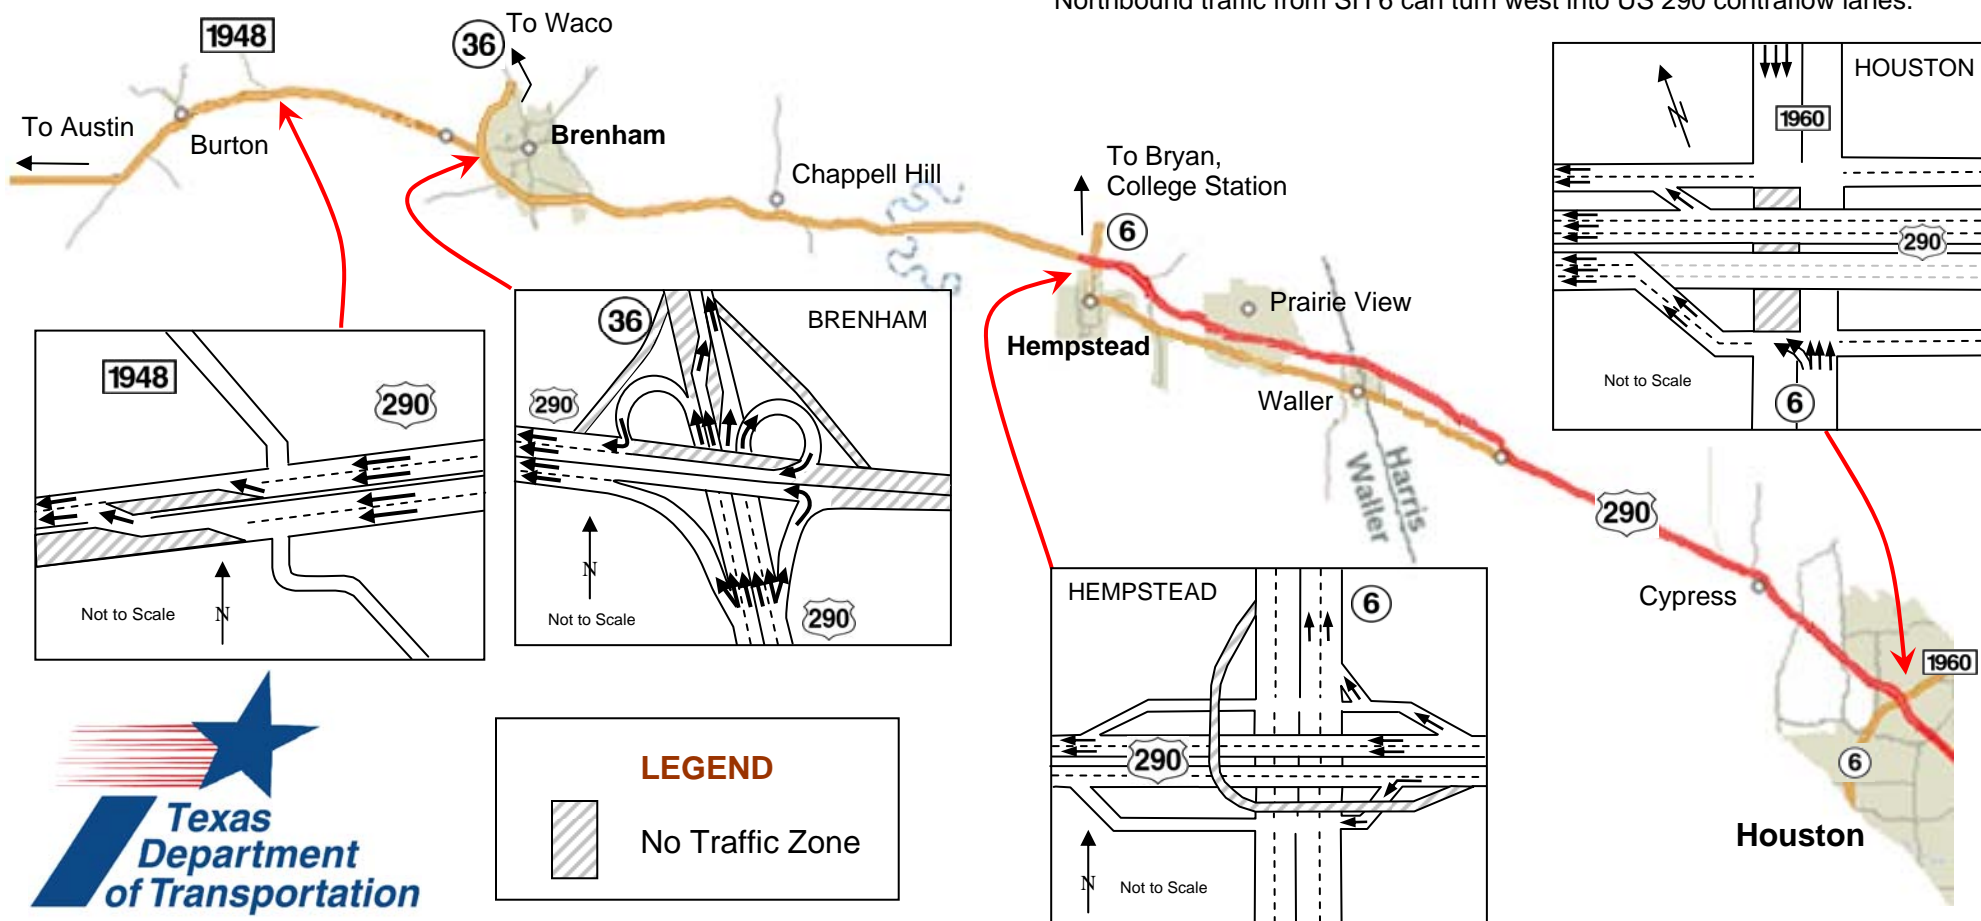 Northbound traffic from SH 6 can turn west into US 290 contraflow lanes.
1948
36
To Waco
To Austin
Burton
Brenham
Chappell Hill
To Bryan,
College Station
6
Hempstead
Prairie View
Waller
Harris
Waller
290
Cypress
1960
6
Houston
HOUSTON
1960
290
Not to Scale
6
1948
290
Not to Scale
N
36
BRENHAM
290
N
Not to Scale
290
HEMPSTEAD
6
290
N
Not to Scale
LEGEND
No Traffic Zone
Texas
Department
of Transportation